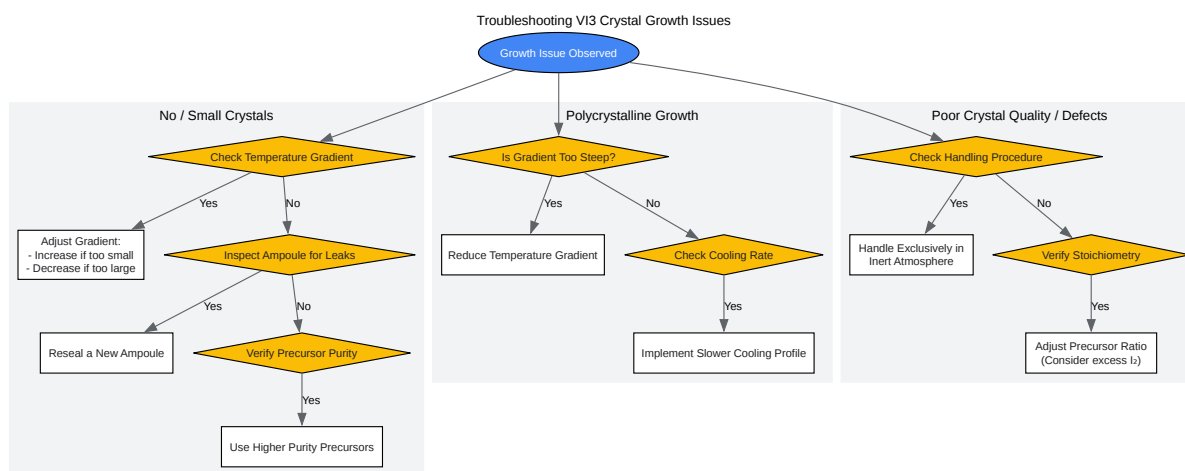 Troubleshooting VI3 Crystal Growth Issues
Growth Issue Observed
No / Small Crystals
Check Temperature Gradient
Yes
No
Adjust Gradient:
- Increase if too small
- Decrease if too large
Inspect Ampoule for Leaks
Yes
No
Reseal a New Ampoule
Verify Precursor Purity
Yes
Use Higher Purity Precursors
Polycrystalline Growth
Is Gradient Too Steep?
Yes
No
Reduce Temperature Gradient
Check Cooling Rate
Yes
Implement Slower Cooling Profile
Poor Crystal Quality / Defects
Check Handling Procedure
Yes
No
Handle Exclusively in
Inert Atmosphere
Verify Stoichiometry
Yes
Adjust Precursor Ratio
(Consider excess I₂)